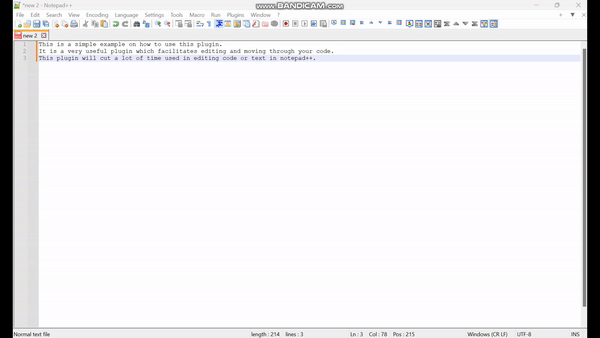 *new 2 - Notepad++
www.BANDICAM.com
File Edit Search View Encoding Language Settings Tools Macro Run Plugins Window ?
new 2
1 This is a simple example on how to use this plugin.
2 It is a very useful plugin which facilitates editing and moving through your code.
3 This plugin will cut a lot of time used in editing code or text in notepad++.
Normal text file length : 214 lines : 3 Ln : 3 Col : 78 Pos : 215 Windows (CR LF) UTF-8 INS